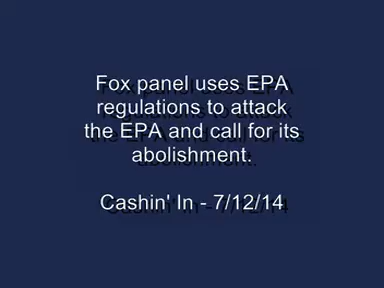 Fox panel uses EPA
regulations to attack
the EPA and call for its
abolishment.
Cashin' In - 7/12/14